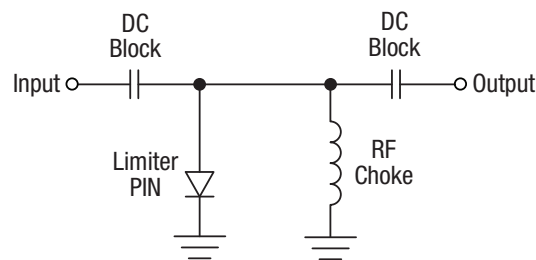 DC
Block
DC
Block
Input
Output
Limiter
PIN
RF
Choke